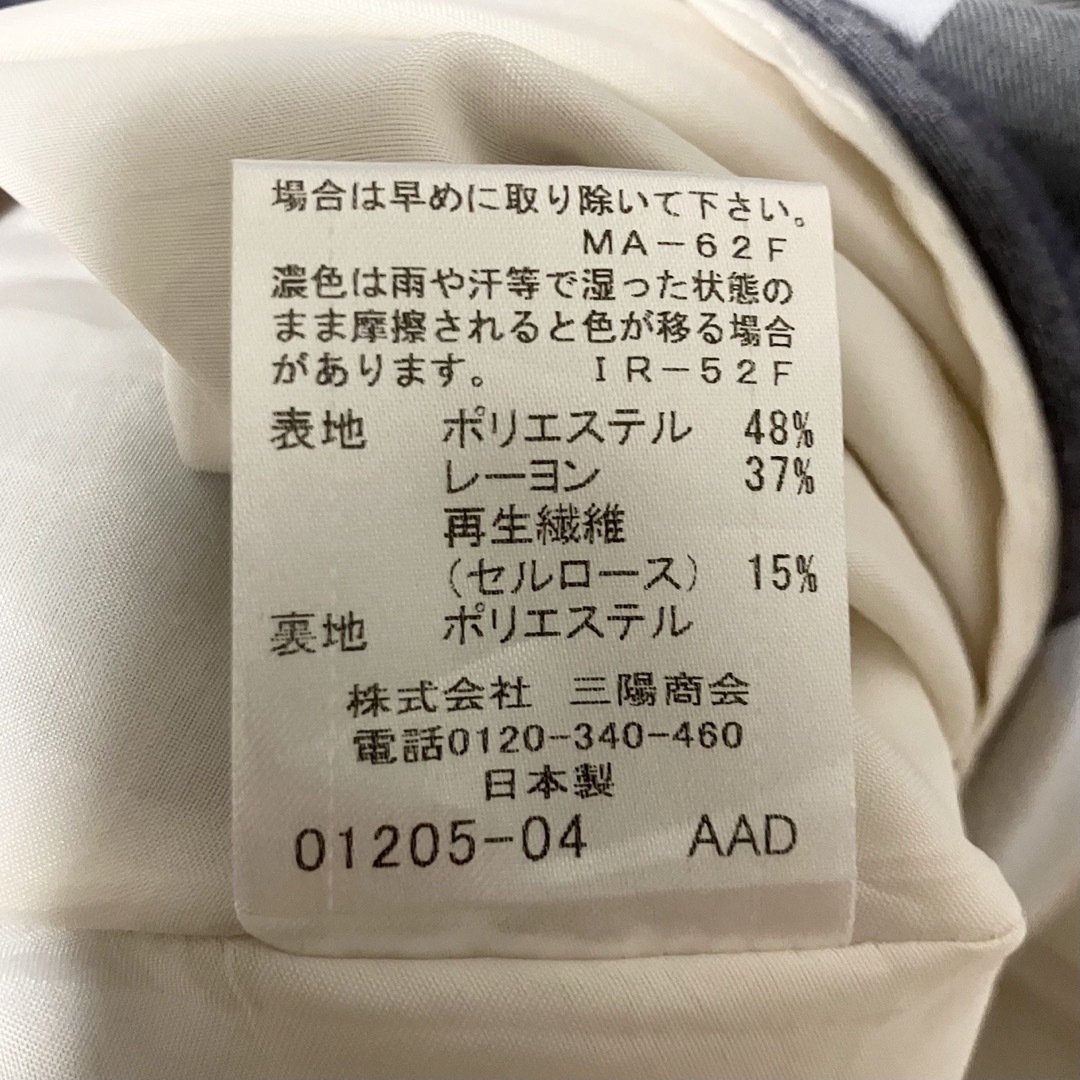 場合は早めに取り除いて下さい。
MA-62F
濃色は雨や汗等で湿った状態の
まま摩擦されると色が移る場合
があります。 IR-52F
表地 ポリエステル 48%
レーヨン 37%
再生繊維
(セルロース) 15%
裏地 ポリエステル
株式会社 三陽商会
電話0120-340-460
日本製
01205-04 AAD